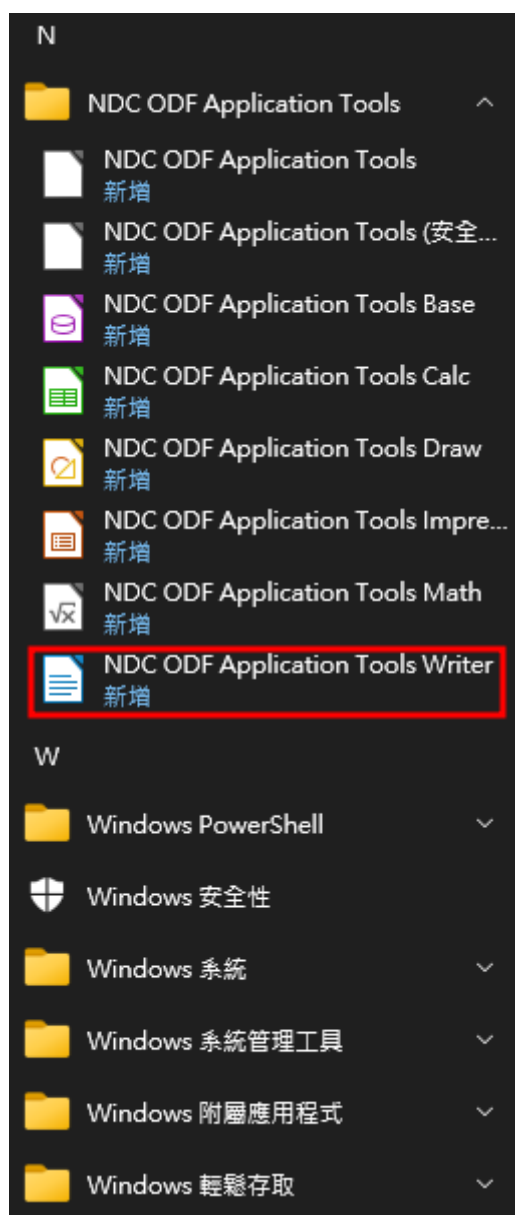 N
NDC ODF Application Tools
NDC ODF Application Tools
新增
NDC ODF Application Tools (安全...
新增
NDC ODF Application Tools Base
新增
NDC ODF Application Tools Calc
新增
NDC ODF Application Tools Draw
新增
NDC ODF Application Tools Impre...
新增
NDC ODF Application Tools Math
新增
NDC ODF Application Tools Writer
新增
W
Windows PowerShell
Windows 安全性
Windows 系統
Windows 系統管理工具
Windows 附屬應用程式
Windows 輕鬆存取